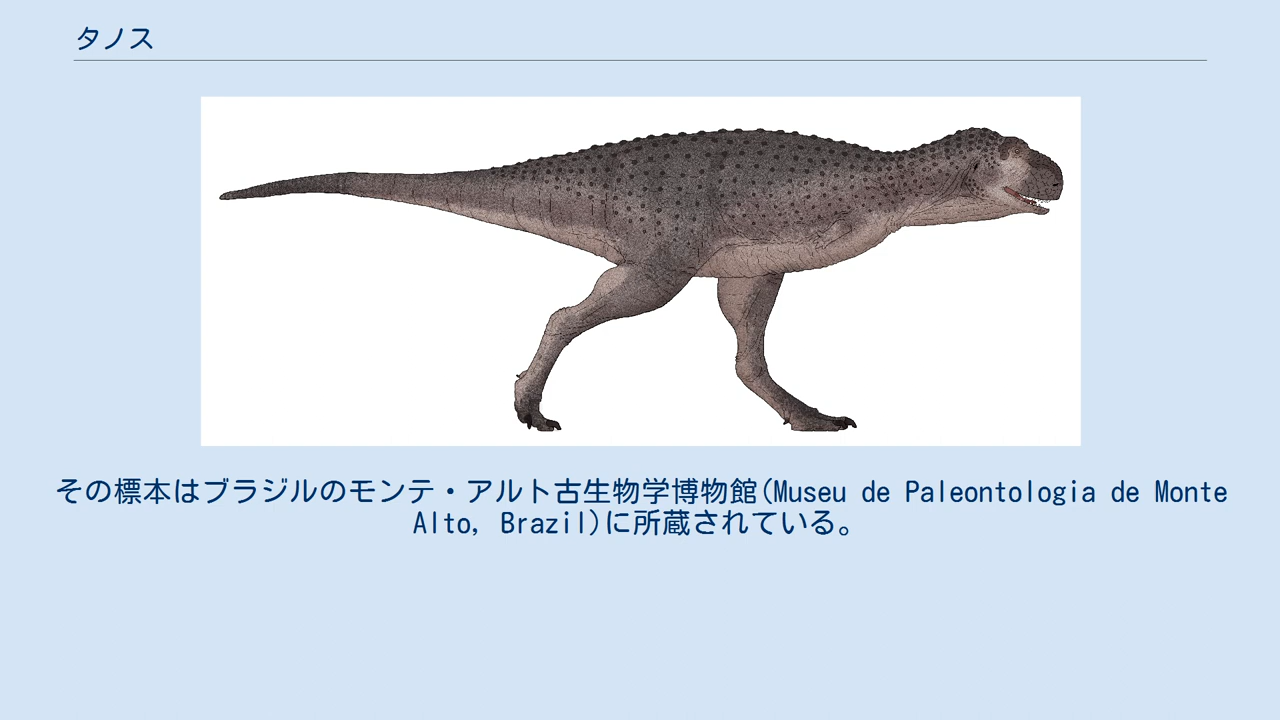 タノス
その標本はブラジルのモンテ・アルト古生物学博物館(Museu de Paleontologia de Monte
Alto, Brazil)に所蔵されている。